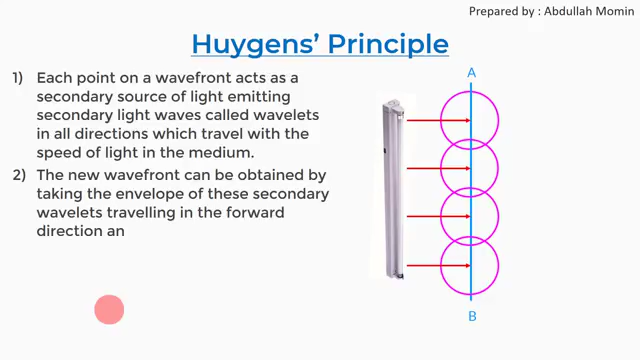 Prepared by : Abdullah Momin
Huygens' Principle
1) Each point on a wavefront acts as a
secondary source of light emitting
secondary light waves called wavelets
in all directions which travel with the
speed of light in the medium.
2) The new wavefront can be obtained by
taking the envelope of these secondary
wavelets travelling in the forward
direction an
A
B